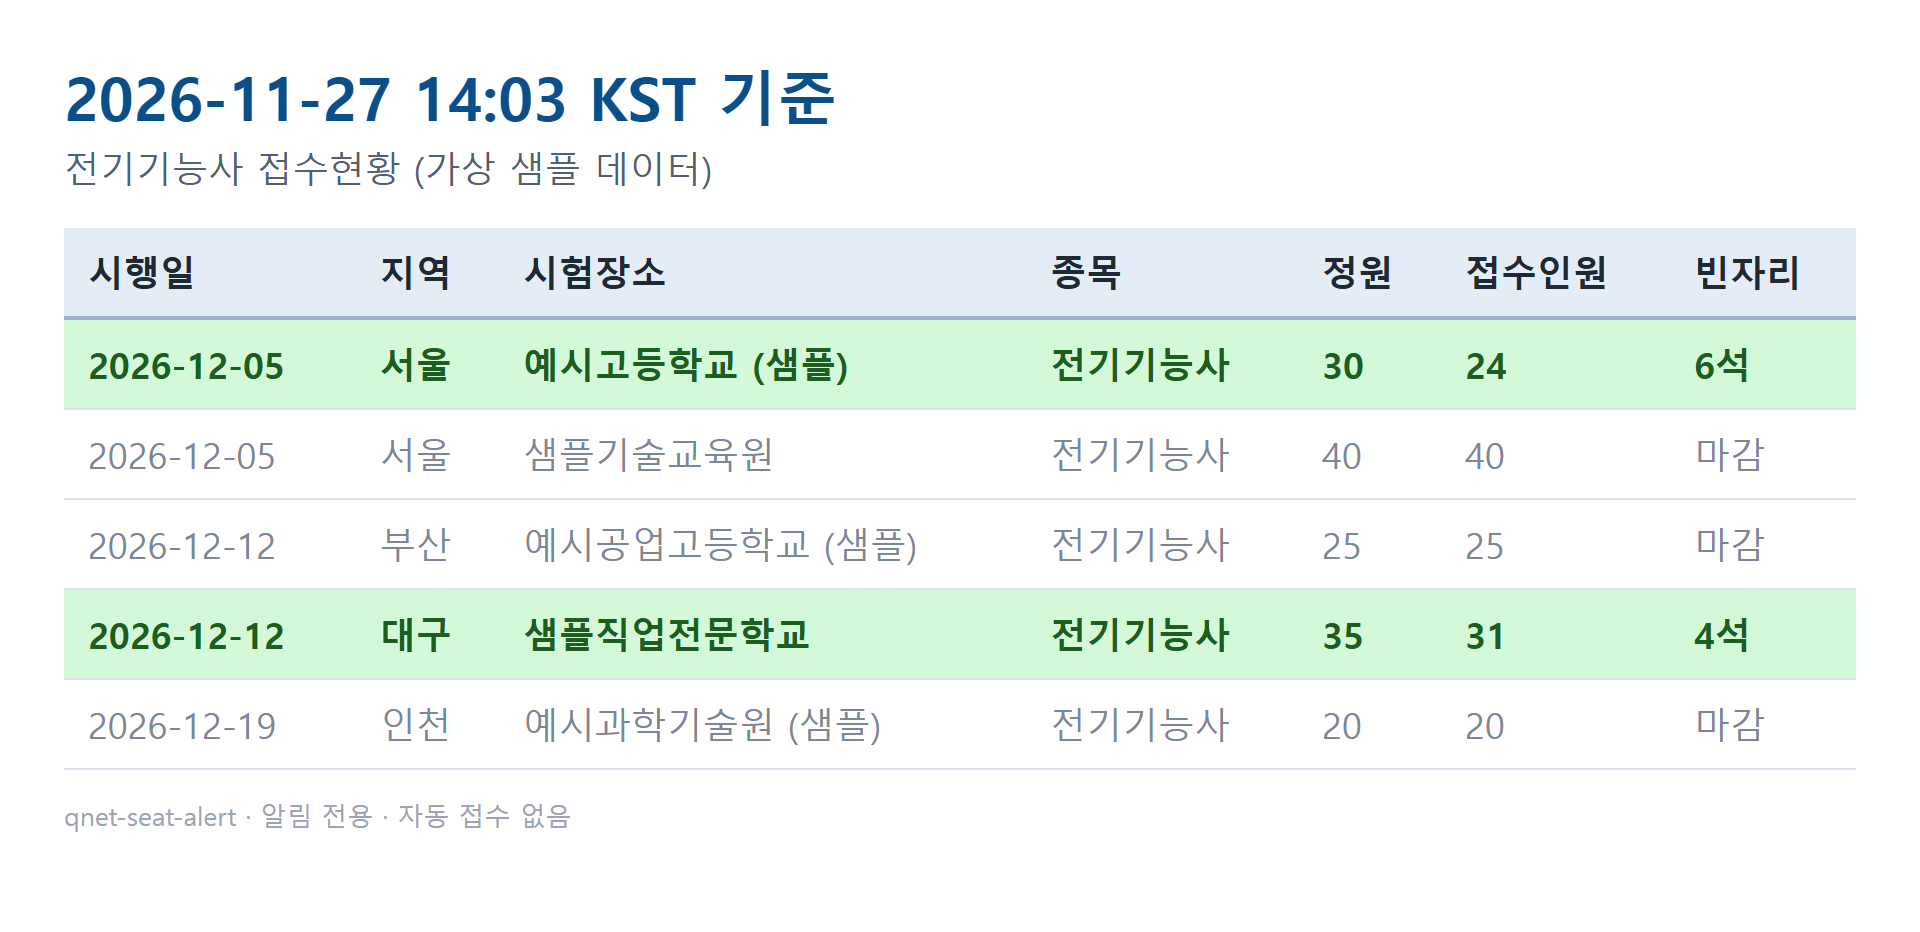 2026-11-27 14:03 KST 기준
전기기능사 접수현황 (가상 샘플 데이터)
시행일 지역 시험장소 종목 정원 접수인원 빈자리
2026-12-05 서울 예시고등학교 (샘플) 전기기능사 30 24 6석
2026-12-05 서울 샘플기술교육원 전기기능사 40 40 마감
2026-12-12 부산 예시공업고등학교 (샘플) 전기기능사 25 25 마감
2026-12-12 대구 샘플직업전문학교 전기기능사 35 31 4석
2026-12-19 인천 예시과학기술원 (샘플) 전기기능사 20 20 마감
qnet-seat-alert · 알림 전용 · 자동 접수 없음